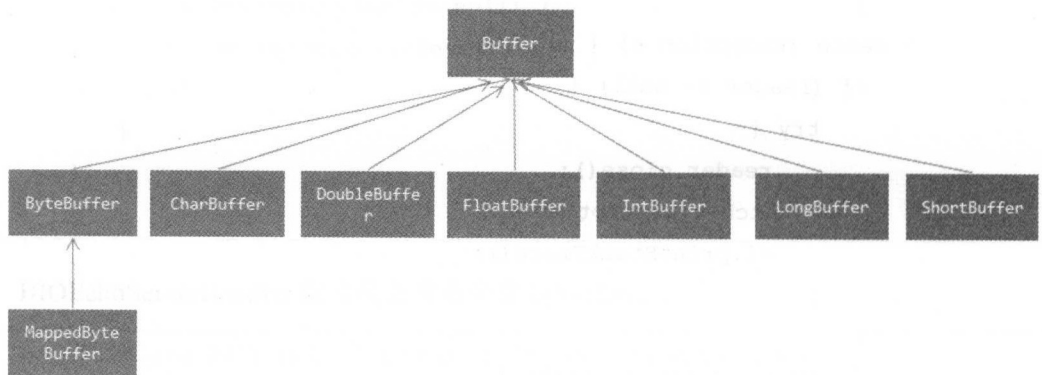 Buffer
ByteBuffer
CharBuffer
DoubleBuffe
r
FloatBuffer
IntBuffer
LongBuffer
ShortBuffer
MappedByte
Buffer